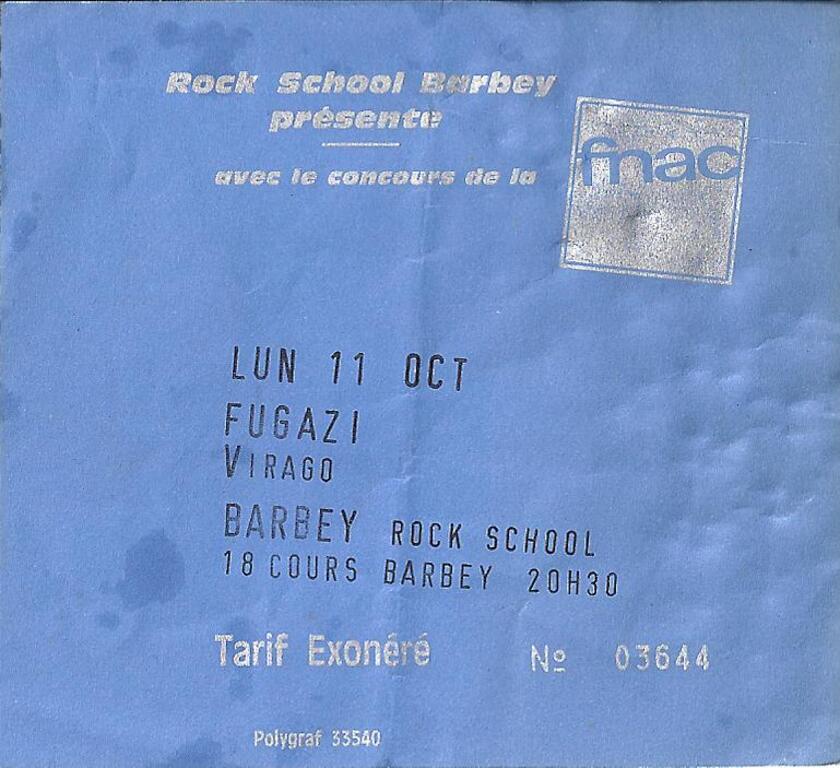 Rock School Barbey
présente
avec le concours de la
fnac
LUN 11 OCT
FUGAZI
VIRAGO
BARBEY ROCK SCHOOL
18 COURS BARBEY 20H30
Tarif Exonéré Nº 03644
Polygraf 33540